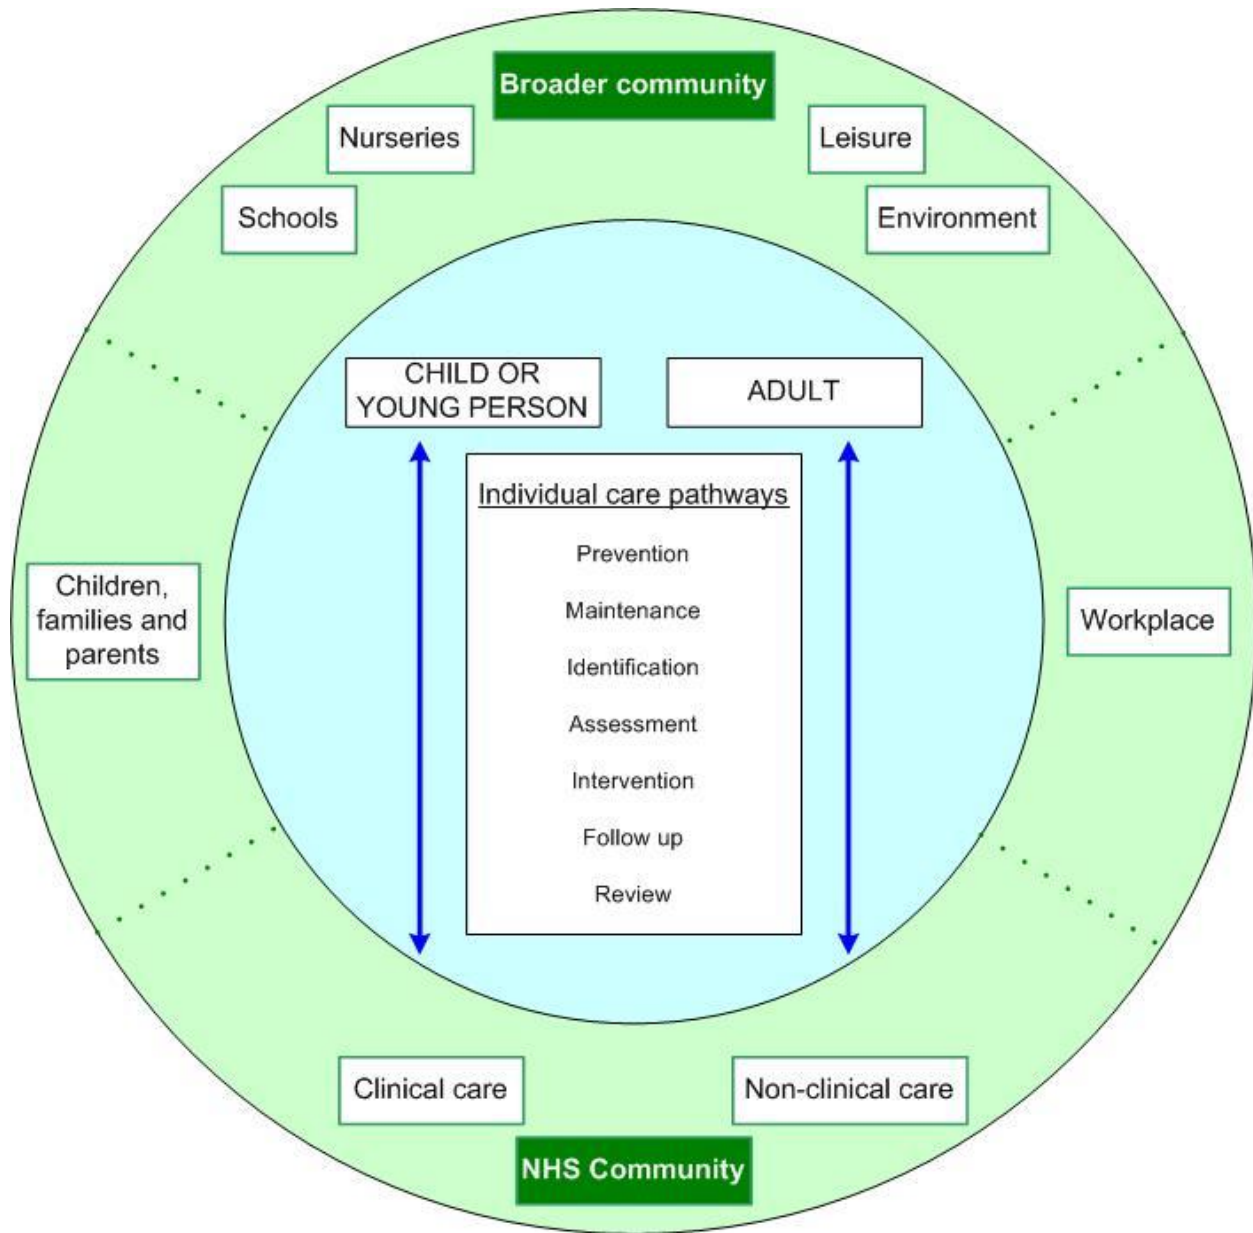 Broader community
Nurseries
Leisure
Schools
Environment
CHILD OR
YOUNG PERSON
ADULT
Individual care pathways
Prevention
Maintenance
Identification
Assessment
Intervention
Follow up
Review
Children,
families and
parents
Workplace
Clinical care
Non-clinical care
NHS Community